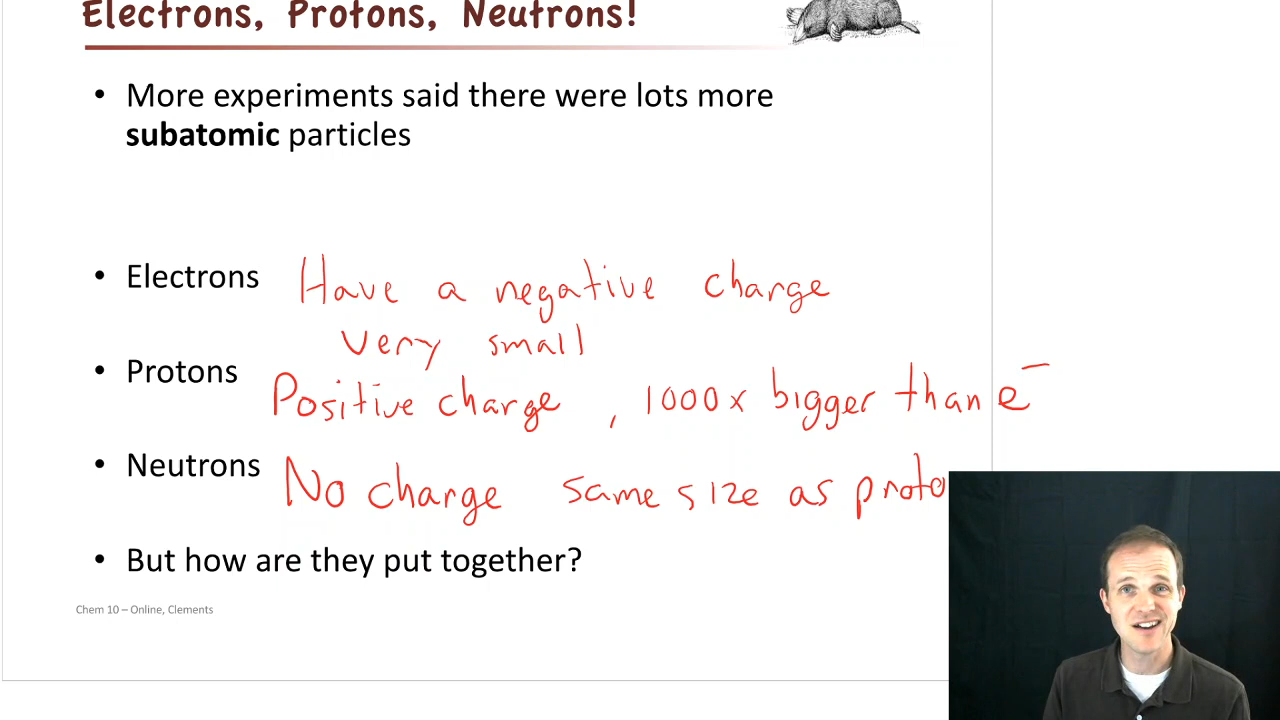 Electrons, Protons, Neutrons!
• More experiments said there were lots more
subatomic particles
• Electrons Have a negative charge
very small
• Protons Positive charge , 1000x bigger than e⁻
• Neutrons No charge same size as proto
• But how are they put together?
Chem 10 – Online, Clements